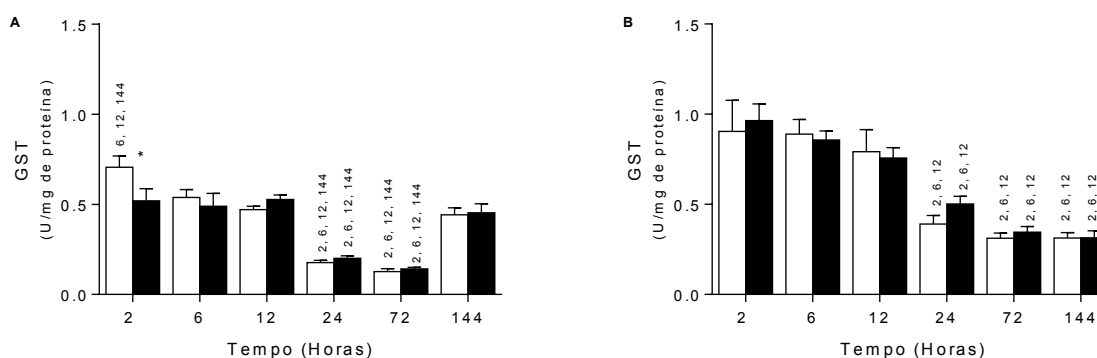 A
GST
(U/mg de proteína)
1.5
1.0
0.5
0.0
6, 12, 144
*
2, 6, 12, 144
2, 6, 12, 144
2, 6, 12, 144
2, 6, 12, 144
2 6 12 24 72 144
Tempo (Horas)
B
GST
(U/mg de proteína)
1.5
1.0
0.5
0.0
2, 6, 12
2, 6, 12
2, 6, 12
2, 6, 12
2, 6, 12
2, 6, 12
2 6 12 24 72 144
Tempo (Horas)